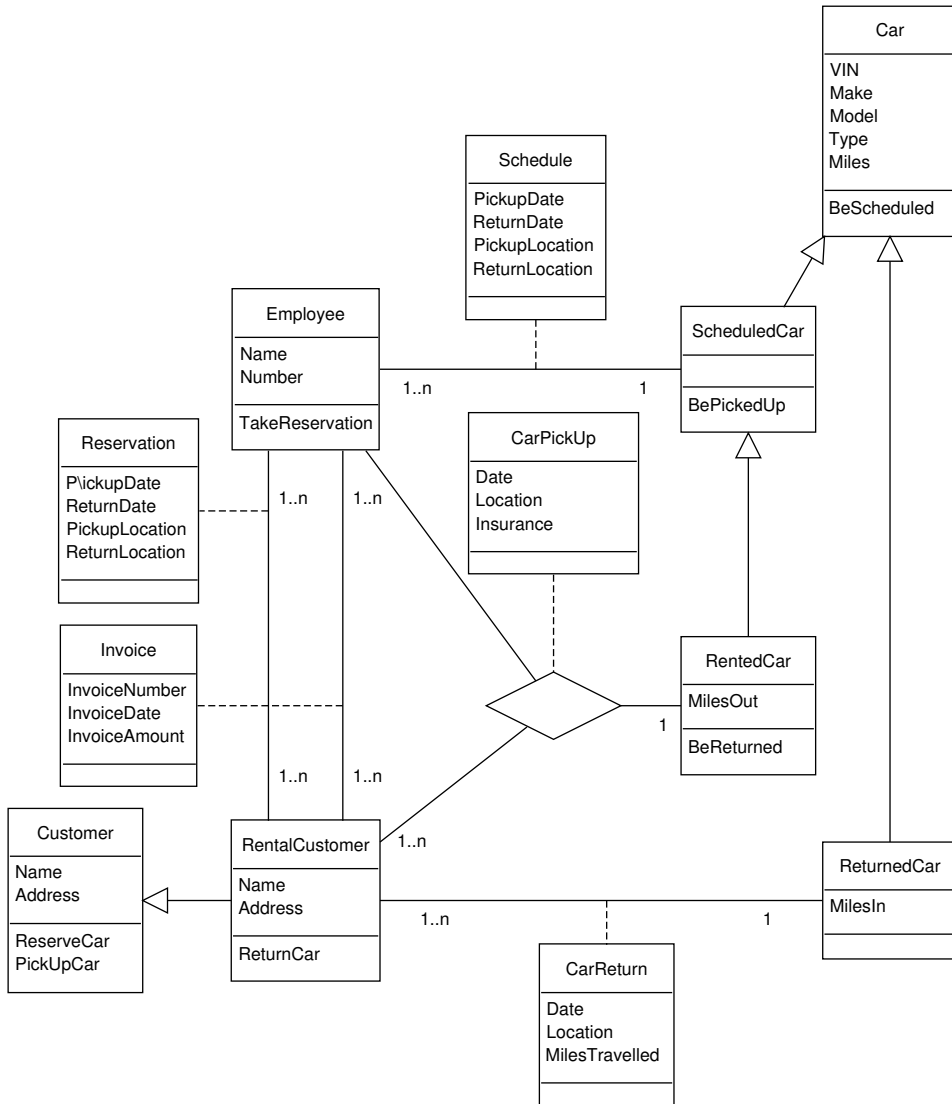 Car
VIN
Make
Model
Type
Miles
BeScheduled
Schedule
PickupDate
ReturnDate
PickupLocation
ReturnLocation
Employee
Name
Number
TakeReservation
ScheduledCar
BePickedUp
1..n
1
Reservation
P\ickupDate
ReturnDate
PickupLocation
ReturnLocation
1..n
1..n
CarPickUp
Date
Location
Insurance
Invoice
InvoiceNumber
InvoiceDate
InvoiceAmount
RentedCar
MilesOut
BeReturned
1
1..n
1..n
1..n
Customer
Name
Address
ReserveCar
PickUpCar
RentalCustomer
Name
Address
ReturnCar
1..n
1
ReturnedCar
MilesIn
CarReturn
Date
Location
MilesTravelled